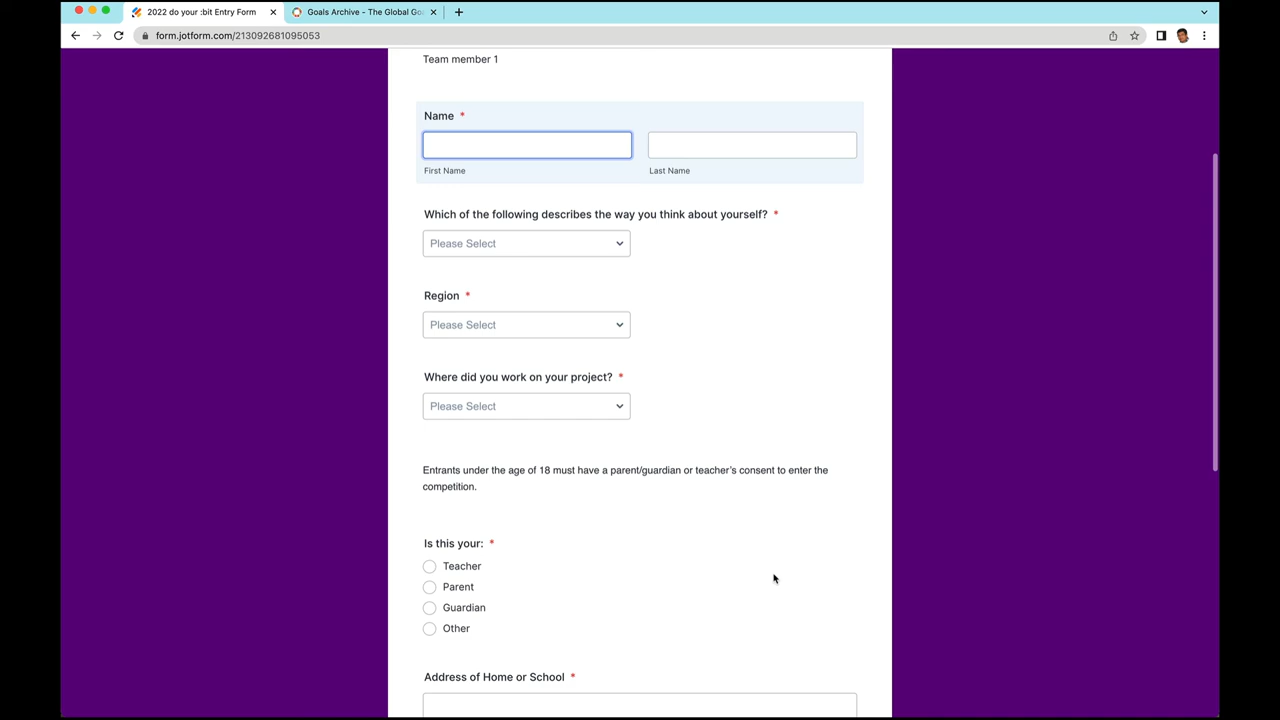 2022 do your :bit Entry Form
Goals Archive - The Global Go
form.jotform.com/213092681095053
Team member 1
Name *
First Name
Last Name
Which of the following describes the way you think about yourself? *
Please Select
Region *
Please Select
Where did you work on your project? *
Please Select
Entrants under the age of 18 must have a parent/guardian or teacher's consent to enter the
competition.
Is this your: *
Teacher
Parent
Guardian
Other
Address of Home or School *